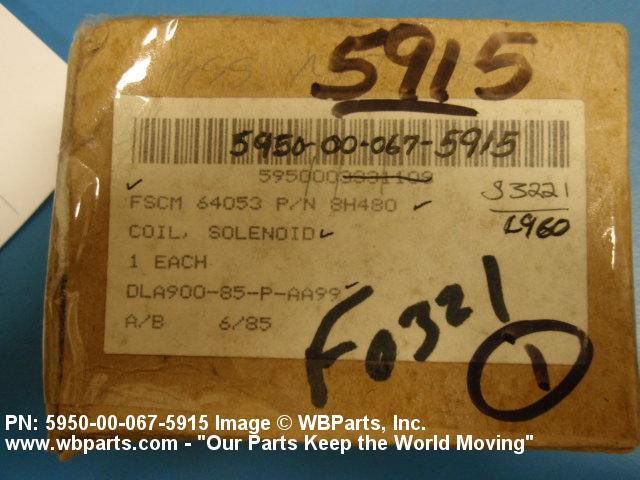 5915
5950-00-067-5915
5950003331109
FSCM 64053 P/N 8H480
S3221
L960
COIL, SOLENOID
1 EACH
DLA900-85-P-AA99
A/B 6/85
F0321
1
PN: 5950-00-067-5915 Image © WBParts, Inc.
www.wbparts.com - "Our Parts Keep the World Moving"